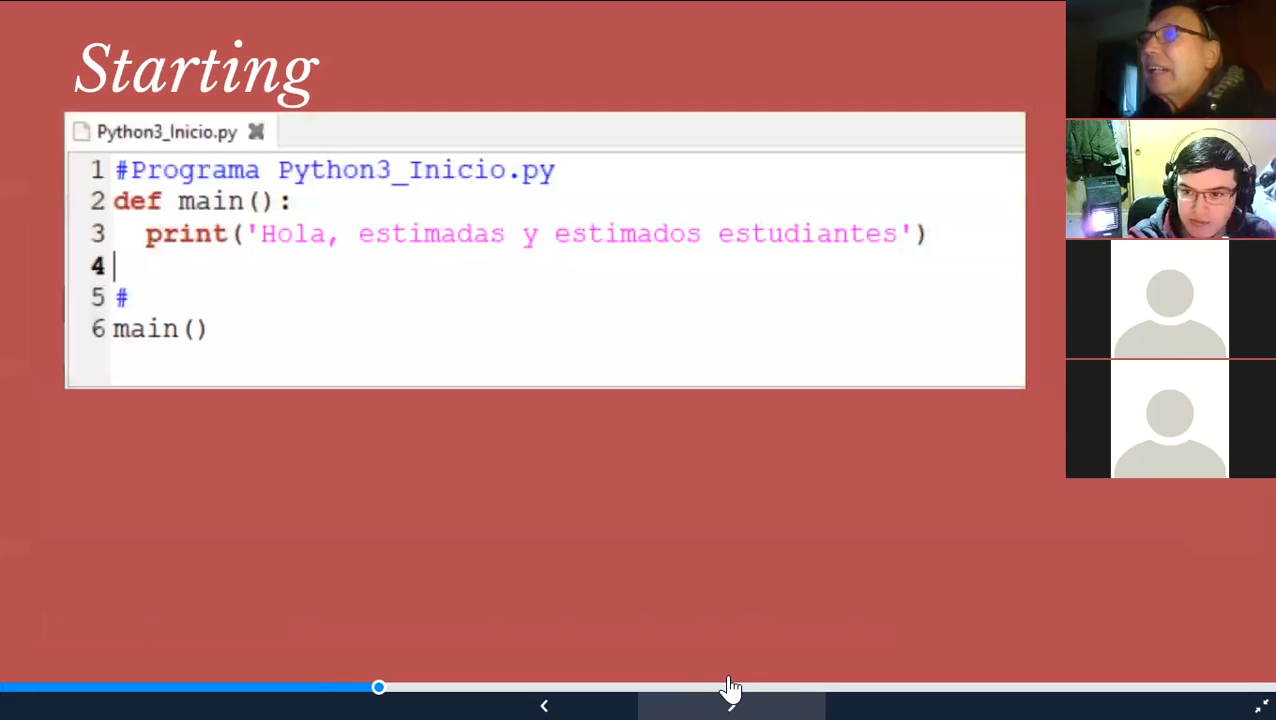 Starting
Python3_Inicio.py
1 #Programa Python3_Inicio.py
2 def main():
3 print('Hola, estimadas y estimados estudiantes')
4
5 #
6 main()